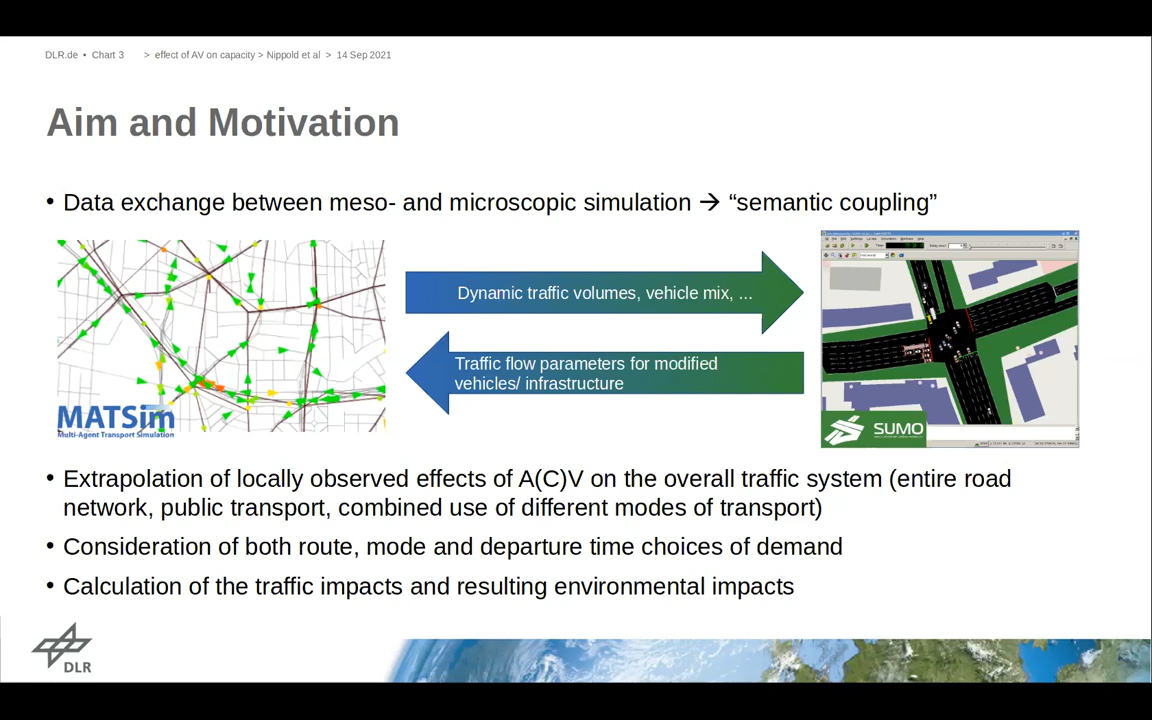 DLR.de • Chart 3 > effect of AV on capacity > Nippold et al > 14 Sep 2021
Aim and Motivation
• Data exchange between meso- and microscopic simulation → “semantic coupling”
Dynamic traffic volumes, vehicle mix, ...
Traffic flow parameters for modified
vehicles/ infrastructure
MATSim
Multi-Agent Transport Simulation
SUMO
• Extrapolation of locally observed effects of A(C)V on the overall traffic system (entire road
network, public transport, combined use of different modes of transport)
• Consideration of both route, mode and departure time choices of demand
• Calculation of the traffic impacts and resulting environmental impacts
DLR